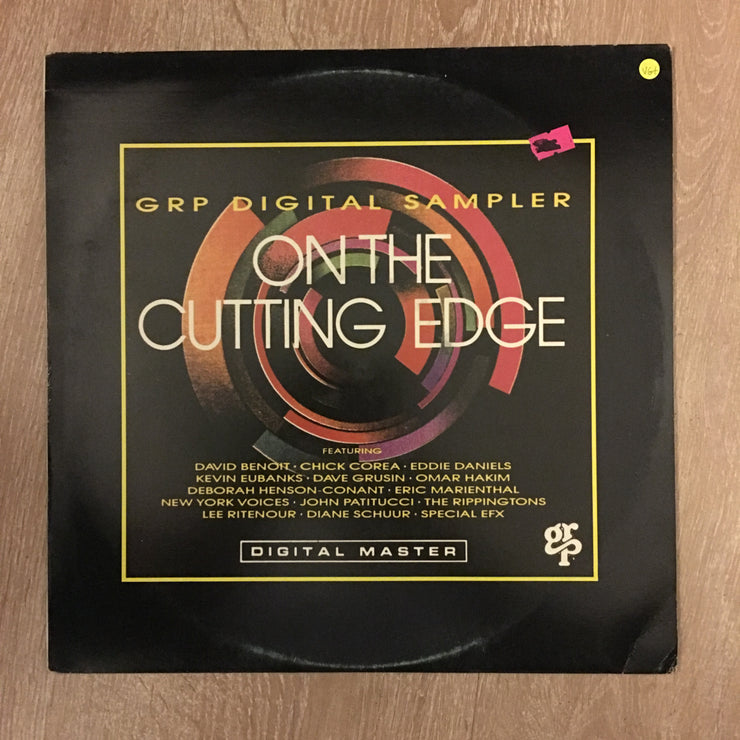 VG+
GRP DIGITAL SAMPLER
ON THE
CUTTING EDGE
FEATURING
DAVID BENOIT · CHICK COREA · EDDIE DANIELS
KEVIN EUBANKS · DAVE GRUSIN · OMAR HAKIM
DEBORAH HENSON-CONANT · ERIC MARIENTHAL
NEW YORK VOICES · JOHN PATITUCCI · THE RIPPINGTONS
LEE RITENOUR · DIANE SCHUUR · SPECIAL EFX
DIGITAL MASTER
grp